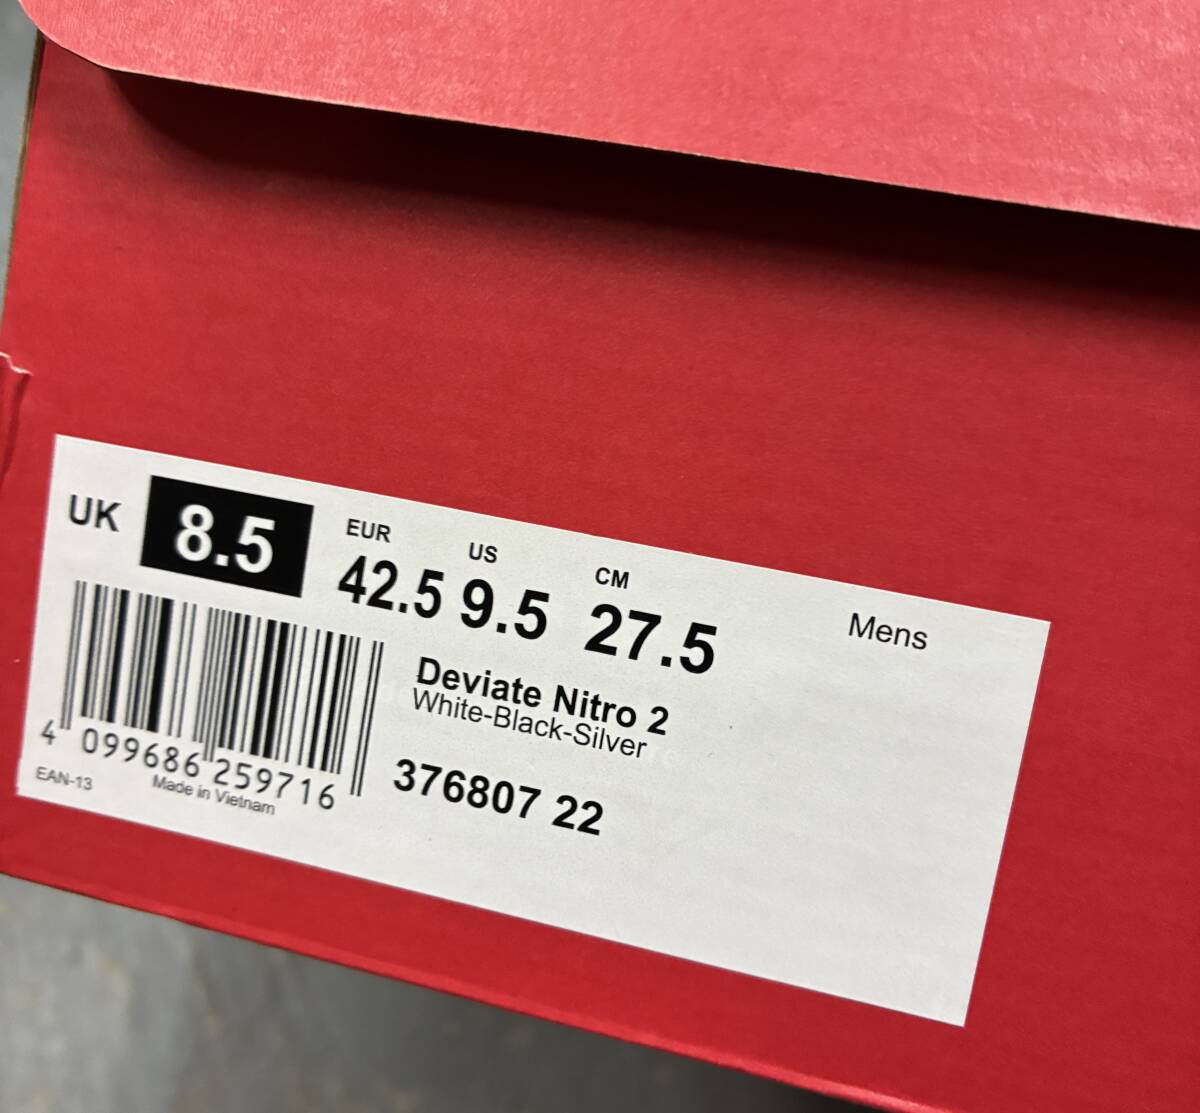 UK 8.5
EUR 42.5
US 9.5
CM 27.5
Mens
Deviate Nitro 2
White-Black-Silver
376807 22
4 099686 259716
EAN-13
Made in Vietnam